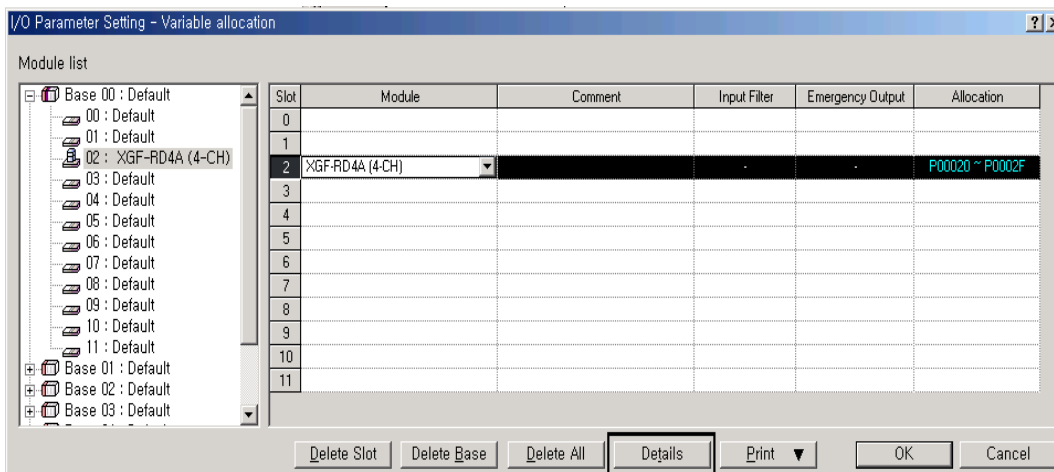 I/O Parameter Setting - Variable allocation
Module list
Base 00 : Default
00 : Default
01 : Default
02 : XGF-RD4A (4-CH)
03 : Default
04 : Default
05 : Default
06 : Default
07 : Default
08 : Default
09 : Default
10 : Default
11 : Default
Base 01 : Default
Base 02 : Default
Base 03 : Default
Slot Module Comment Input Filter Emergency Output Allocation
0
1
2 XGF-RD4A (4-CH) - - P00020 ~ P0002F
3
4
5
6
7
8
9
10
11
Delete Slot Delete Base Delete All Details Print ▼ OK Cancel